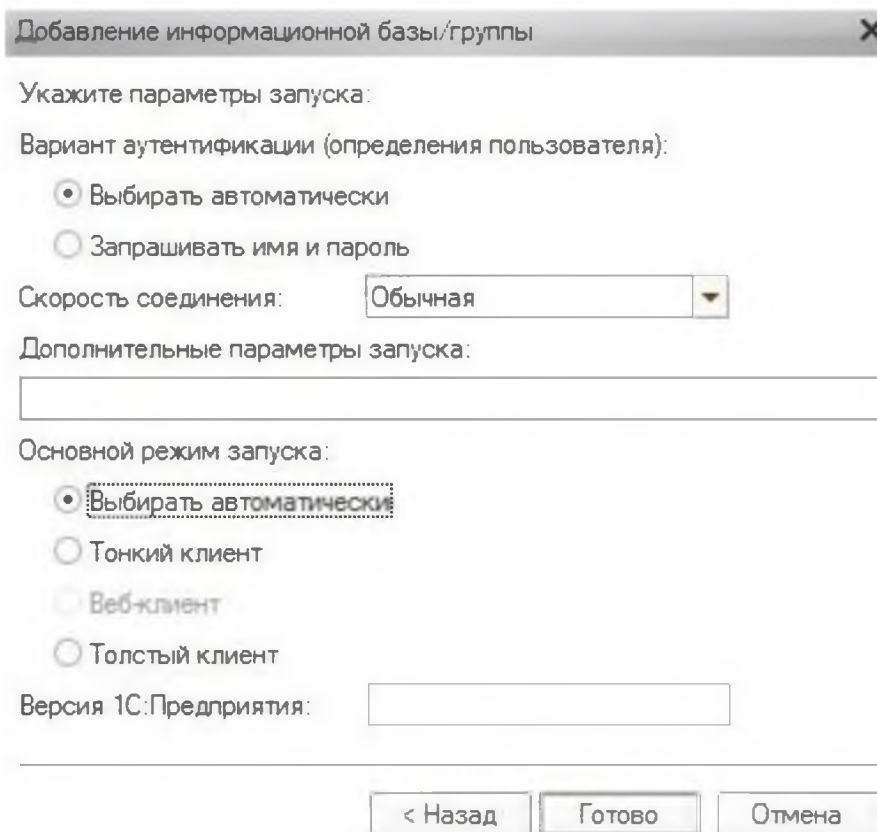 Добавление информационной базы/группы
Укажите параметры запуска:
Вариант аутентификации (определения пользователя):
Выбирать автоматически
Запрашивать имя и пароль
Скорость соединения: Обычная
Дополнительные параметры запуска:
Основной режим запуска:
Выбирать автоматически
Тонкий клиент
Веб-клиент
Толстый клиент
Версия 1С:Предприятия:
< Назад Готово Отмена